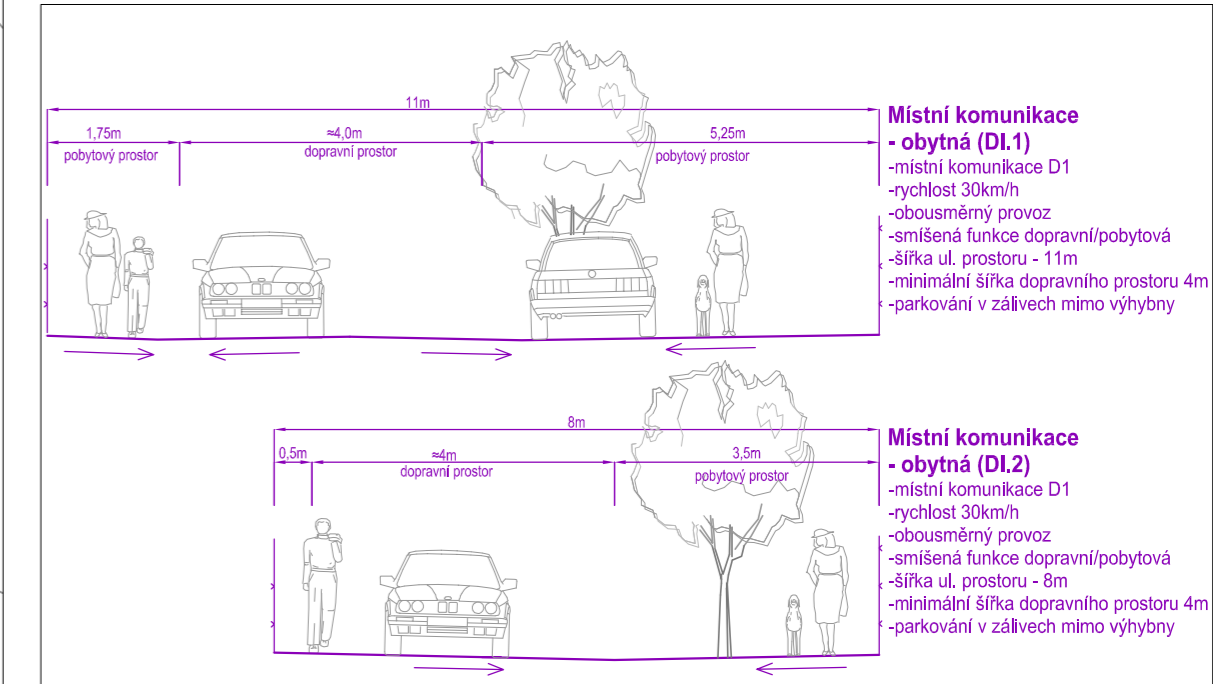 11m
1,75m
≈4,0m
5,25m
pobytový prostor
dopravní prostor
pobytový prostor
Místní komunikace
- obytná (DI.1)
-místní komunikace D1
-rychlost 30km/h
-obousměrný provoz
-smíšená funkce dopravní/pobytová
-šířka ul. prostoru - 11m
-minimální šířka dopravního prostoru 4m
-parkování v zálivech mimo výhybny
8m
0,5m
≈4m
3,5m
dopravní prostor
pobytový prostor
Místní komunikace
- obytná (DI.2)
-místní komunikace D1
-rychlost 30km/h
-obousměrný provoz
-smíšená funkce dopravní/pobytová
-šířka ul. prostoru - 8m
-minimální šířka dopravního prostoru 4m
-parkování v zálivech mimo výhybny